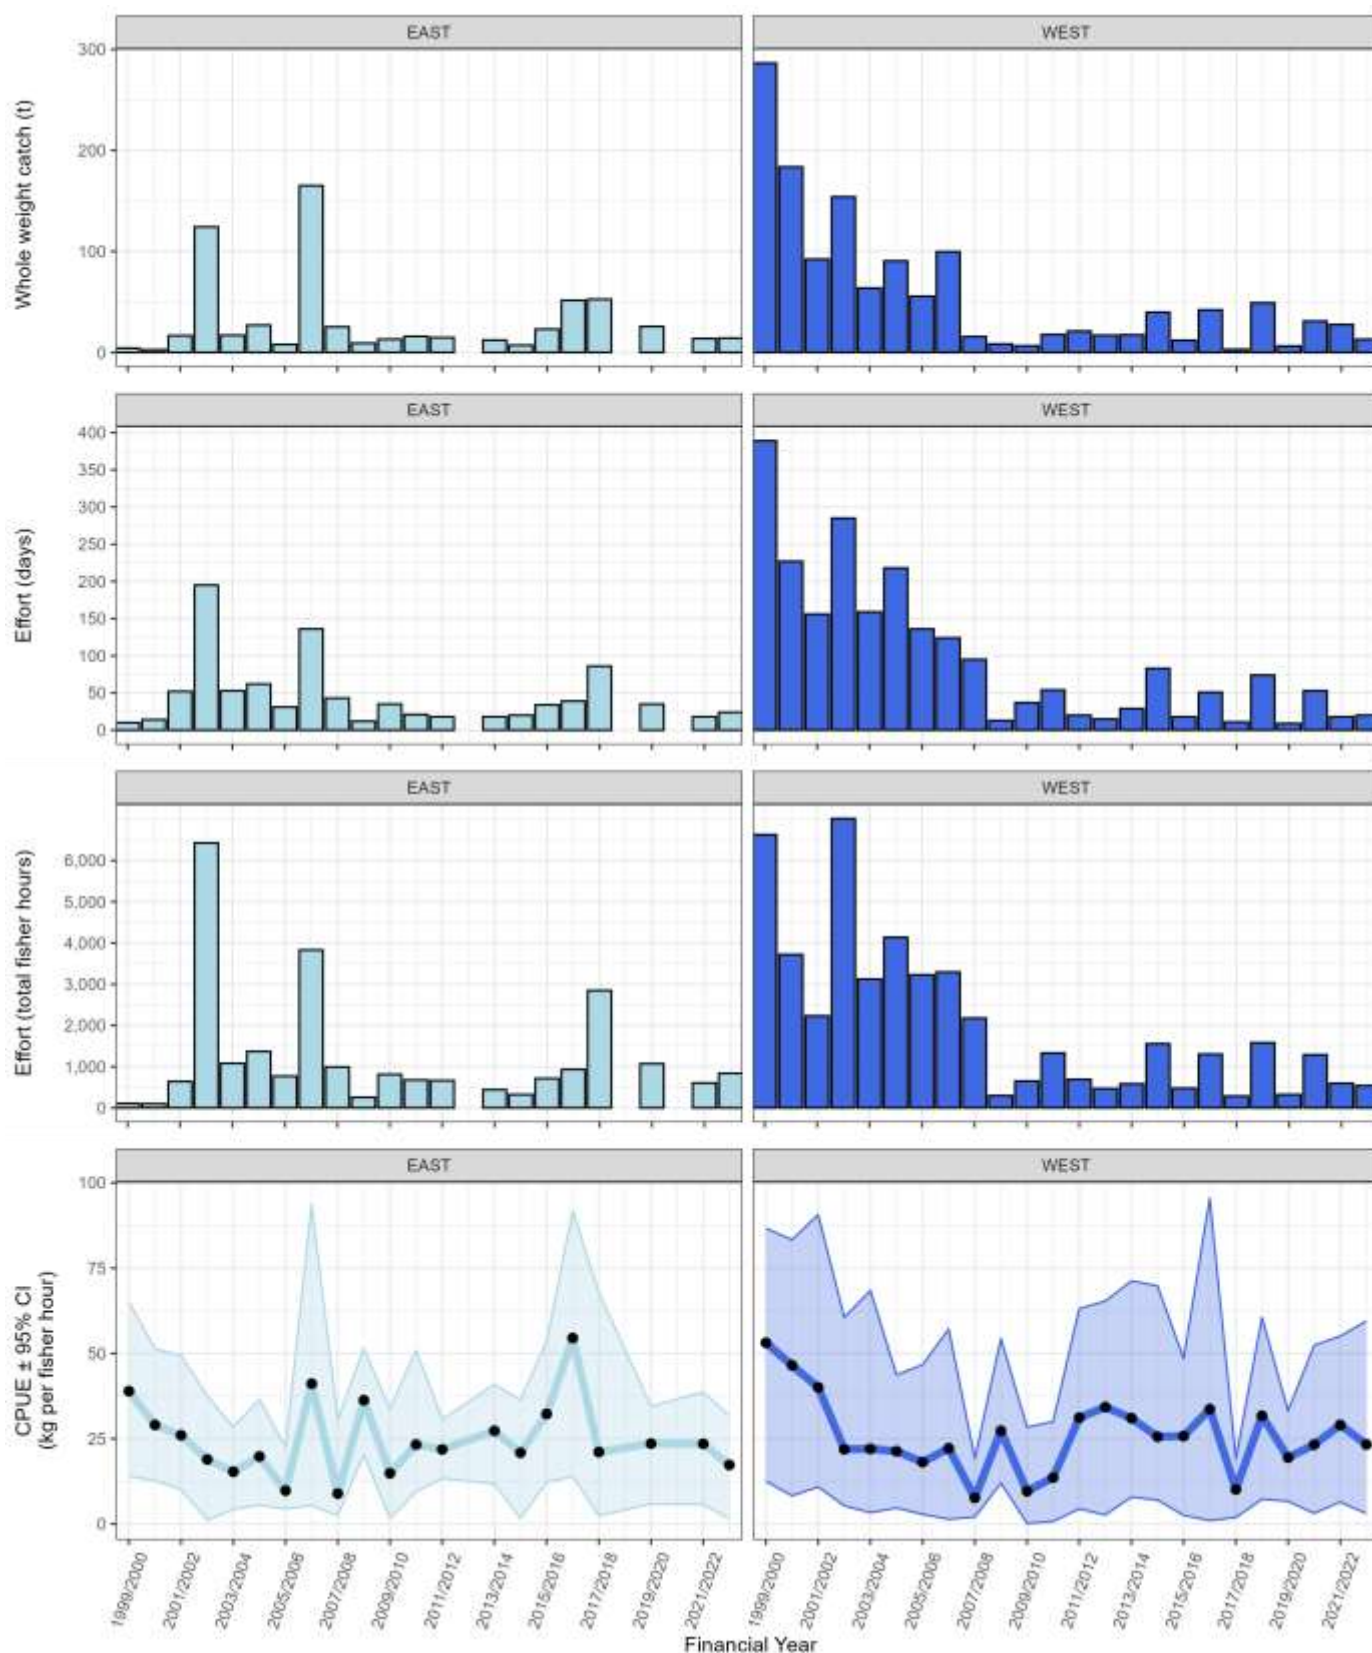 EAST WEST
Whole weight catch (t)
300
200
100
0
EAST WEST
Effort (days)
400
350
300
250
200
150
100
50
0
EAST WEST
Effort (total fisher hours)
6,000
5,000
4,000
3,000
2,000
1,000
0
EAST WEST
CPUE ± 95% CI
(kg per fisher hour)
100
75
50
25
0
1999/2000 2001/2002 2003/2004 2005/2006 2007/2008 2009/2010 2011/2012 2013/2014 2015/2016 2017/2018 2019/2020 2021/2022 1999/2000 2001/2002 2003/2004 2005/2006 2007/2008 2009/2010 2011/2012 2013/2014 2015/2016 2017/2018 2019/2020 2021/2022
Financial Year